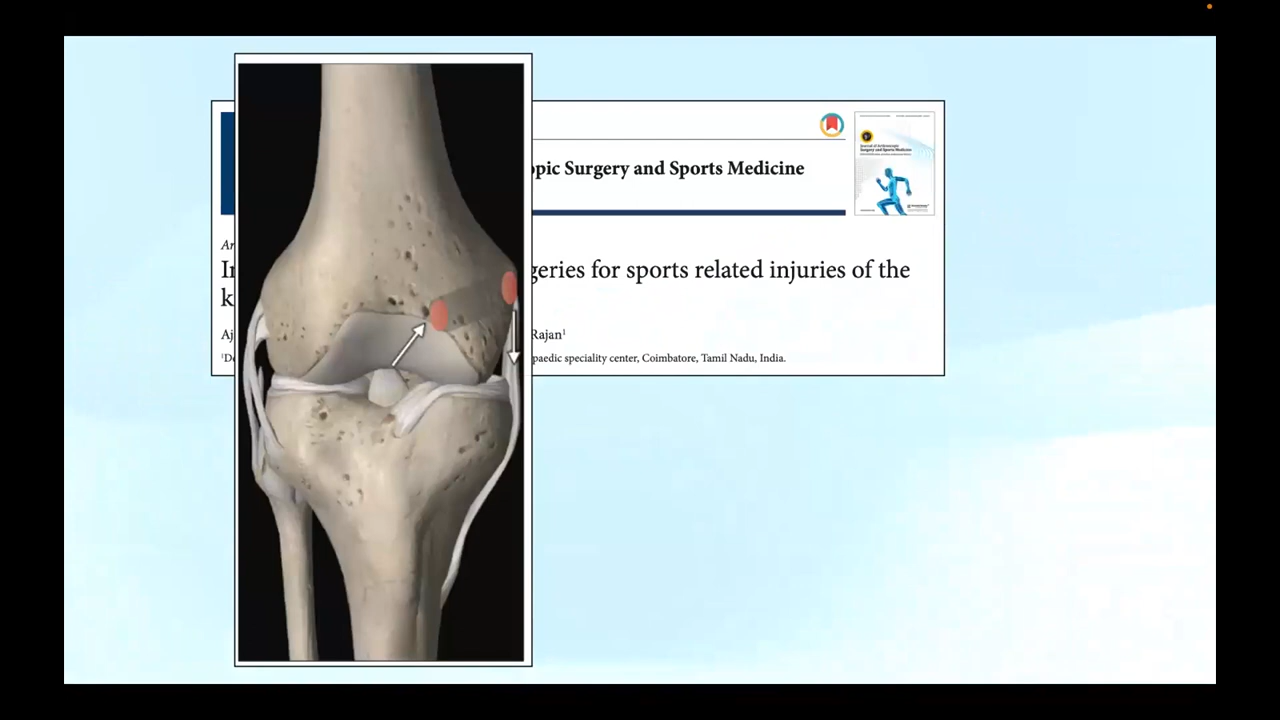 opic Surgery and Sports Medicine
Journal of Arthroscopic
Surgery and Sports Medicine
Ar
In geries for sports related injuries of the
k
Aj Rajan¹
¹De paedic speciality center, Coimbatore, Tamil Nadu, India.